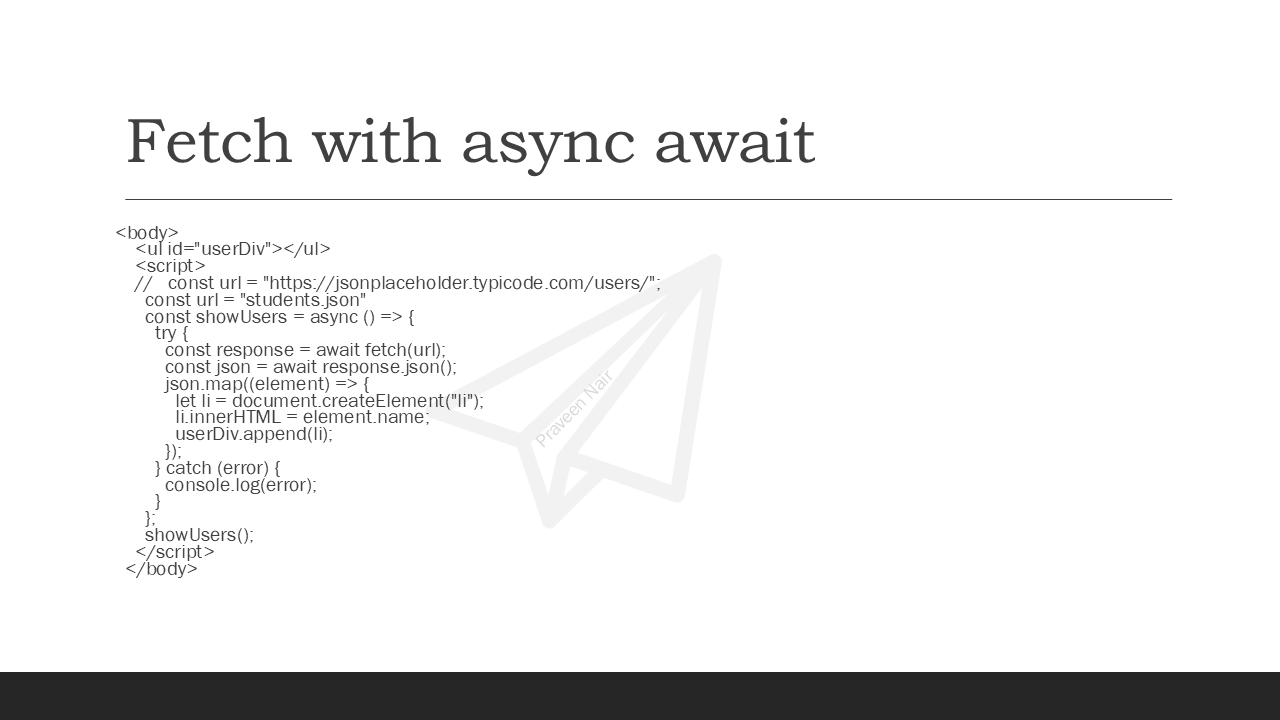 Fetch with async await
<body>
<ul id="userDiv"></ul>
<script>
//   const url = "https://jsonplaceholder.typicode.com/users/";
const url = "students.json"
const showUsers = async () => {
try {
const response = await fetch(url);
const json = await response.json();
json.map((element) => {
let li = document.createElement("li");
li.innerHTML = element.name;
userDiv.append(li);
});
} catch (error) {
console.log(error);
}
};
showUsers();
</script>
</body>
Praveen Nair